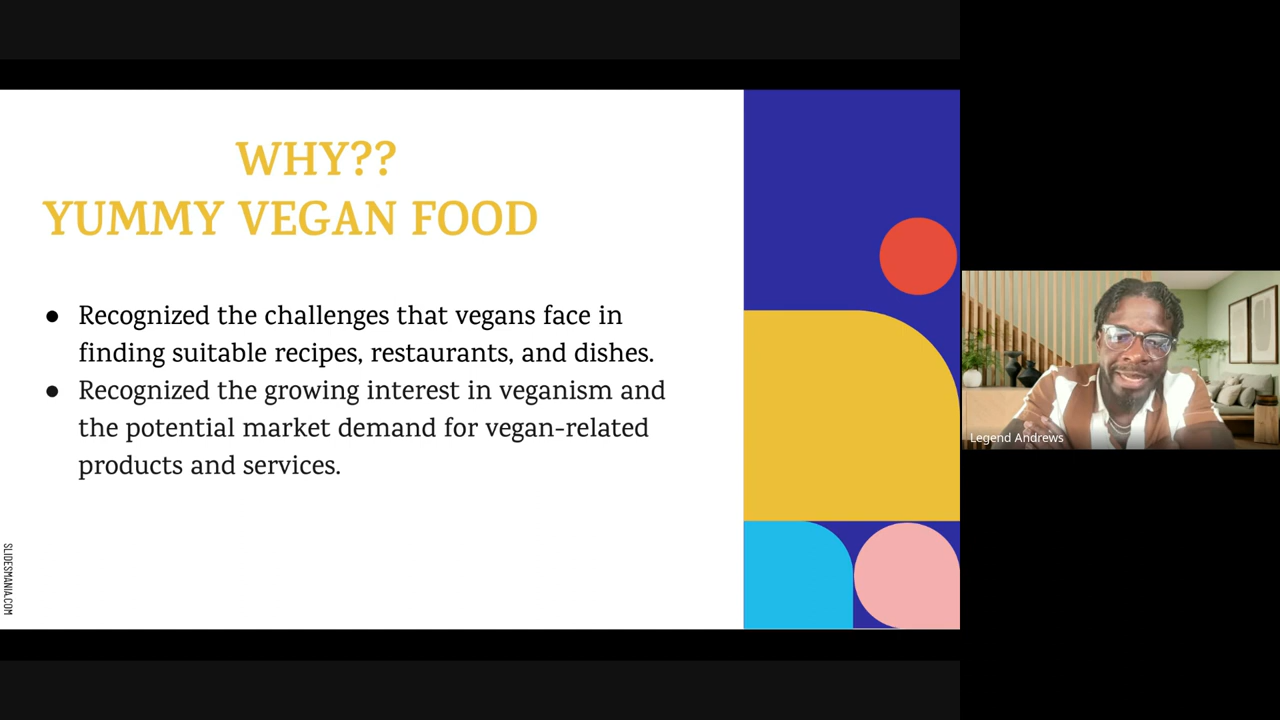 WHY??
YUMMY VEGAN FOOD
● Recognized the challenges that vegans face in
finding suitable recipes, restaurants, and dishes.
● Recognized the growing interest in veganism and
the potential market demand for vegan-related
products and services.
SLIDESMANIA.COM
Legend Andrews